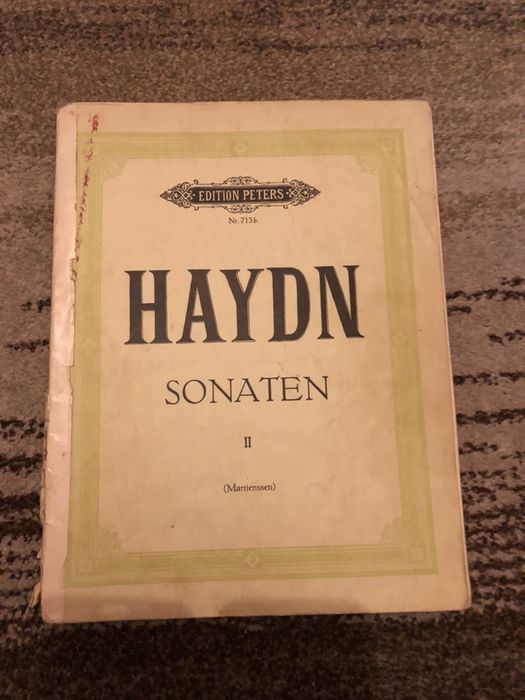 EDITION PETERS
Nr. 713b
HAYDN
SONATEN
II
(Martienssen)